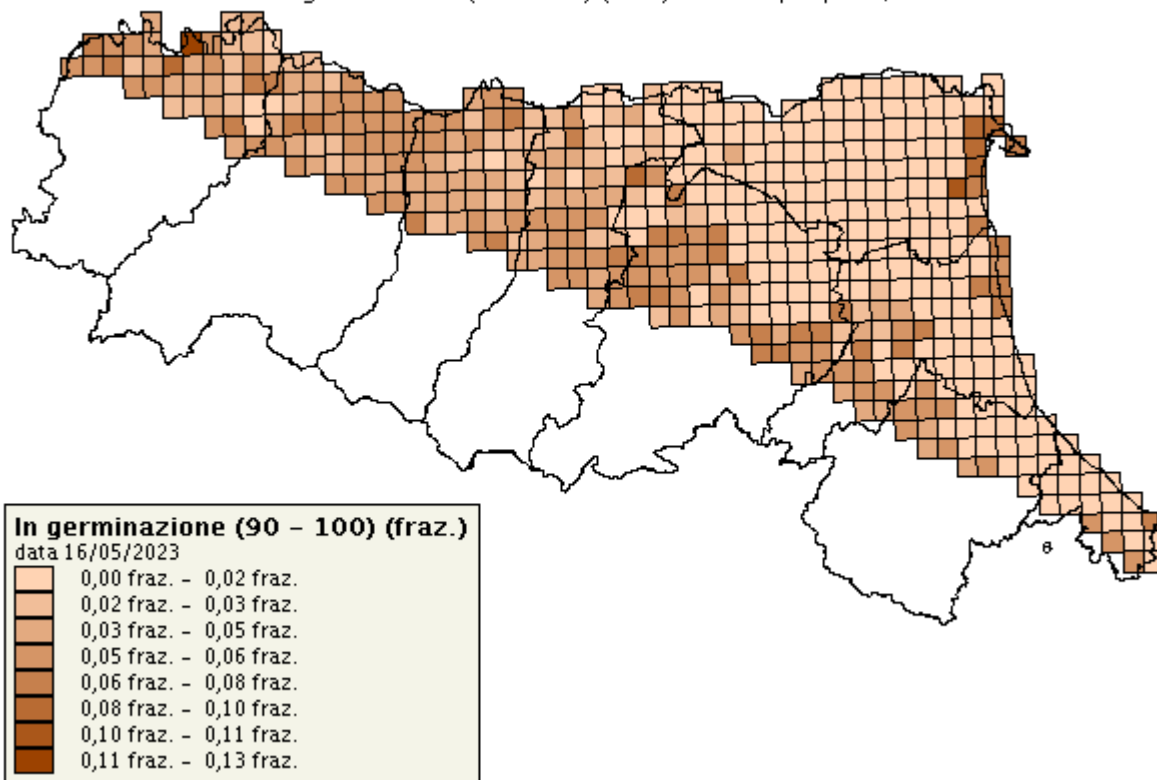 In germinazione (90 – 100) (fraz.)
data 16/05/2023
0,00 fraz. – 0,02 fraz.
0,02 fraz. – 0,03 fraz.
0,03 fraz. – 0,05 fraz.
0,05 fraz. – 0,06 fraz.
0,06 fraz. – 0,08 fraz.
0,08 fraz. – 0,10 fraz.
0,10 fraz. – 0,11 fraz.
0,11 fraz. – 0,13 fraz.